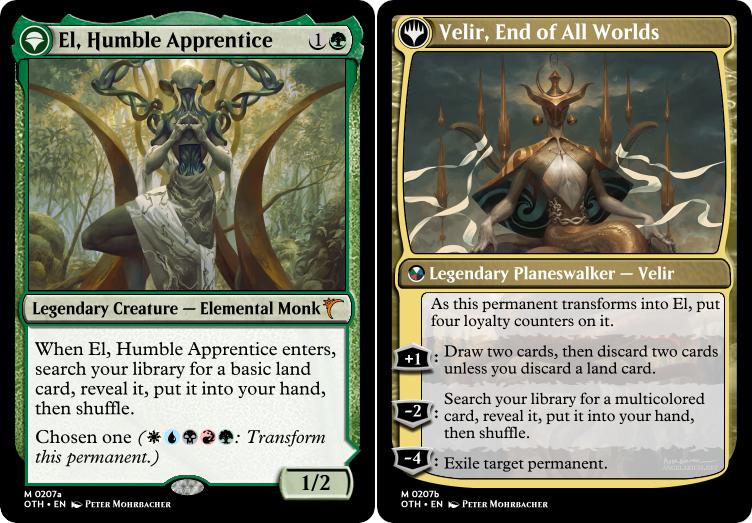 El, Humble Apprentice 1
Legendary Creature — Elemental Monk
When El, Humble Apprentice enters,
search your library for a basic land
card, reveal it, put it into your hand,
then shuffle.
Chosen one (: Transform
this permanent.)
1/2
M 0207a
OTH • EN Peter Mohrbacher
Velir, End of All Worlds
Legendary Planeswalker — Velir
As this permanent transforms into El, put
four loyalty counters on it.
+1: Draw two cards, then discard two cards
unless you discard a land card.
-2: Search your library for a multicolored
card, reveal it, put it into your hand,
then shuffle.
-4: Exile target permanent.
M 0207b
OTH • EN Peter Mohrbacher